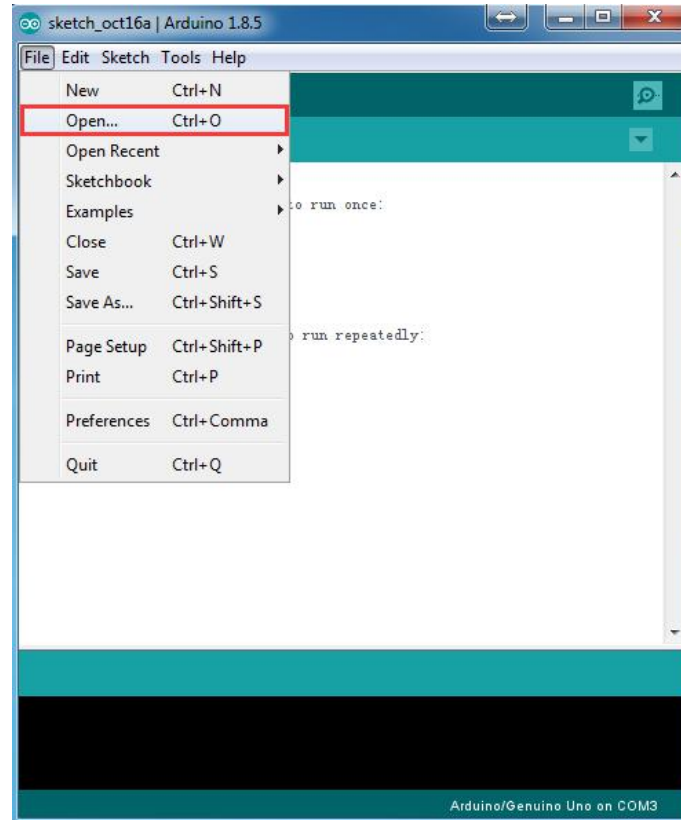 sketch_oct16a | Arduino 1.8.5
File Edit Sketch Tools Help
New Ctrl+N
Open... Ctrl+O
Open Recent
Sketchbook
Examples
Close Ctrl+W
Save Ctrl+S
Save As... Ctrl+Shift+S
Page Setup Ctrl+Shift+P
Print Ctrl+P
Preferences Ctrl+Comma
Quit Ctrl+Q
to run once:
run repeatedly:
Arduino/Genuino Uno on COM3